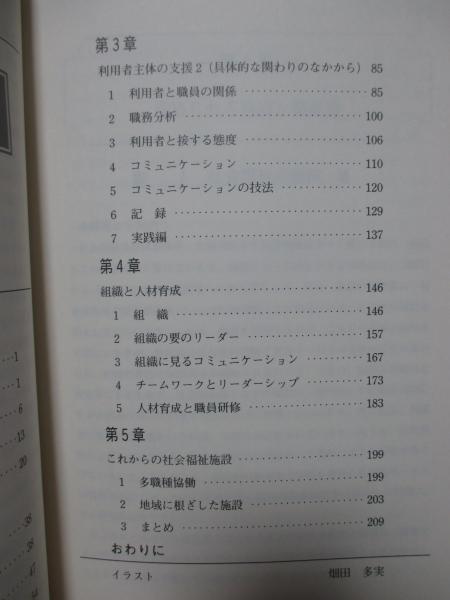 第3章
利用者主体の支援2（具体的な関わりのなかから） 85
1 利用者と職員の関係 ………………… 85
2 職務分析 ………………… 100
3 利用者と接する態度 ………………… 106
4 コミュニケーション ………………… 110
5 コミュニケーションの技法 ………………… 120
6 記 録 ………………… 129
7 実践編 ………………… 137
第4章
組織と人材育成 ………………… 146
1 組 織 ………………… 146
2 組織の要のリーダー ………………… 157
3 組織に見るコミュニケーション ………………… 167
4 チームワークとリーダーシップ ………………… 173
5 人材育成と職員研修 ………………… 183
第5章
これからの社会福祉施設 ………………… 199
1 多職種協働 ………………… 199
2 地域に根ざした施設 ………………… 203
3 まとめ ………………… 209
おわりに
イラスト 畑田 多実
…1
…1
…6
…13
…20
…38
…38
…47